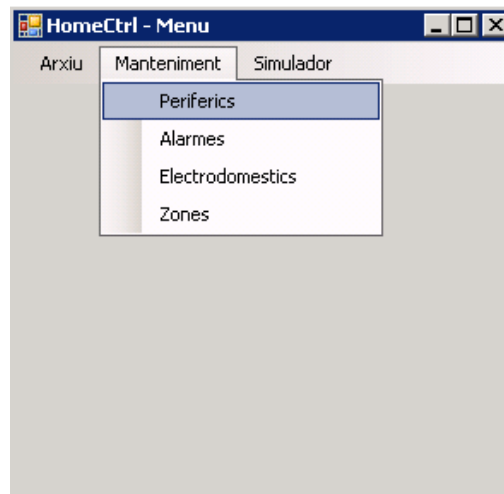 HomeCtrl - Menu
Arxiu Manteniment Simulador
Periferics
Alarmes
Electrodomestics
Zones